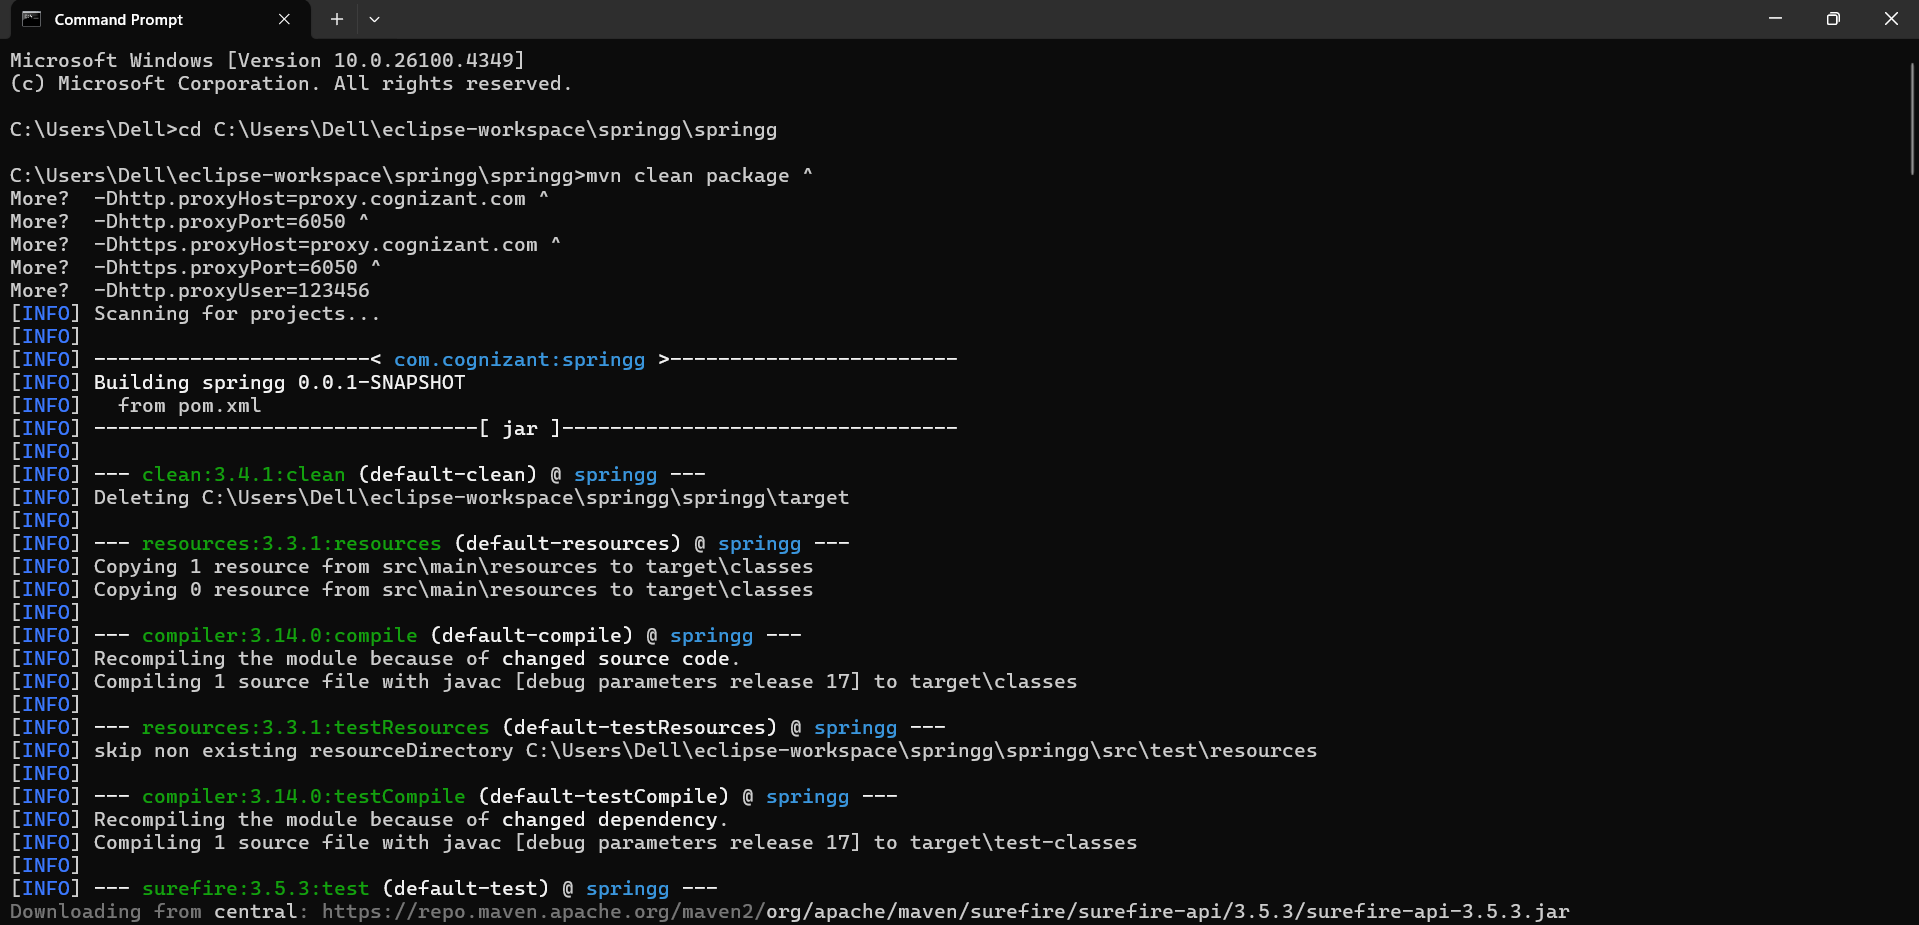 Command Prompt
Microsoft Windows [Version 10.0.26100.4349]
(c) Microsoft Corporation. All rights reserved.
C:\Users\Dell>cd C:\Users\Dell\eclipse-workspace\springg\springg
C:\Users\Dell\eclipse-workspace\springg\springg>mvn clean package ^
More?  -Dhttp.proxyHost=proxy.cognizant.com ^
More?  -Dhttp.proxyPort=6050 ^
More?  -Dhttps.proxyHost=proxy.cognizant.com ^
More?  -Dhttps.proxyPort=6050 ^
More?  -Dhttp.proxyUser=123456
[INFO] Scanning for projects...
[INFO]
[INFO] -----------------------< com.cognizant:springg >------------------------
[INFO] Building springg 0.0.1-SNAPSHOT
[INFO]   from pom.xml
[INFO] --------------------------------[ jar ]---------------------------------
[INFO]
[INFO] --- clean:3.4.1:clean (default-clean) @ springg ---
[INFO] Deleting C:\Users\Dell\eclipse-workspace\springg\springg\target
[INFO]
[INFO] --- resources:3.3.1:resources (default-resources) @ springg ---
[INFO] Copying 1 resource from src\main\resources to target\classes
[INFO] Copying 0 resource from src\main\resources to target\classes
[INFO]
[INFO] --- compiler:3.14.0:compile (default-compile) @ springg ---
[INFO] Recompiling the module because of changed source code.
[INFO] Compiling 1 source file with javac [debug parameters release 17] to target\classes
[INFO]
[INFO] --- resources:3.3.1:testResources (default-testResources) @ springg ---
[INFO] skip non existing resourceDirectory C:\Users\Dell\eclipse-workspace\springg\springg\src\test\resources
[INFO]
[INFO] --- compiler:3.14.0:testCompile (default-testCompile) @ springg ---
[INFO] Recompiling the module because of changed dependency.
[INFO] Compiling 1 source file with javac [debug parameters release 17] to target\test-classes
[INFO]
[INFO] --- surefire:3.5.3:test (default-test) @ springg ---
Downloading from central: https://repo.maven.apache.org/maven2/org/apache/maven/surefire/surefire-api/3.5.3/surefire-api-3.5.3.jar